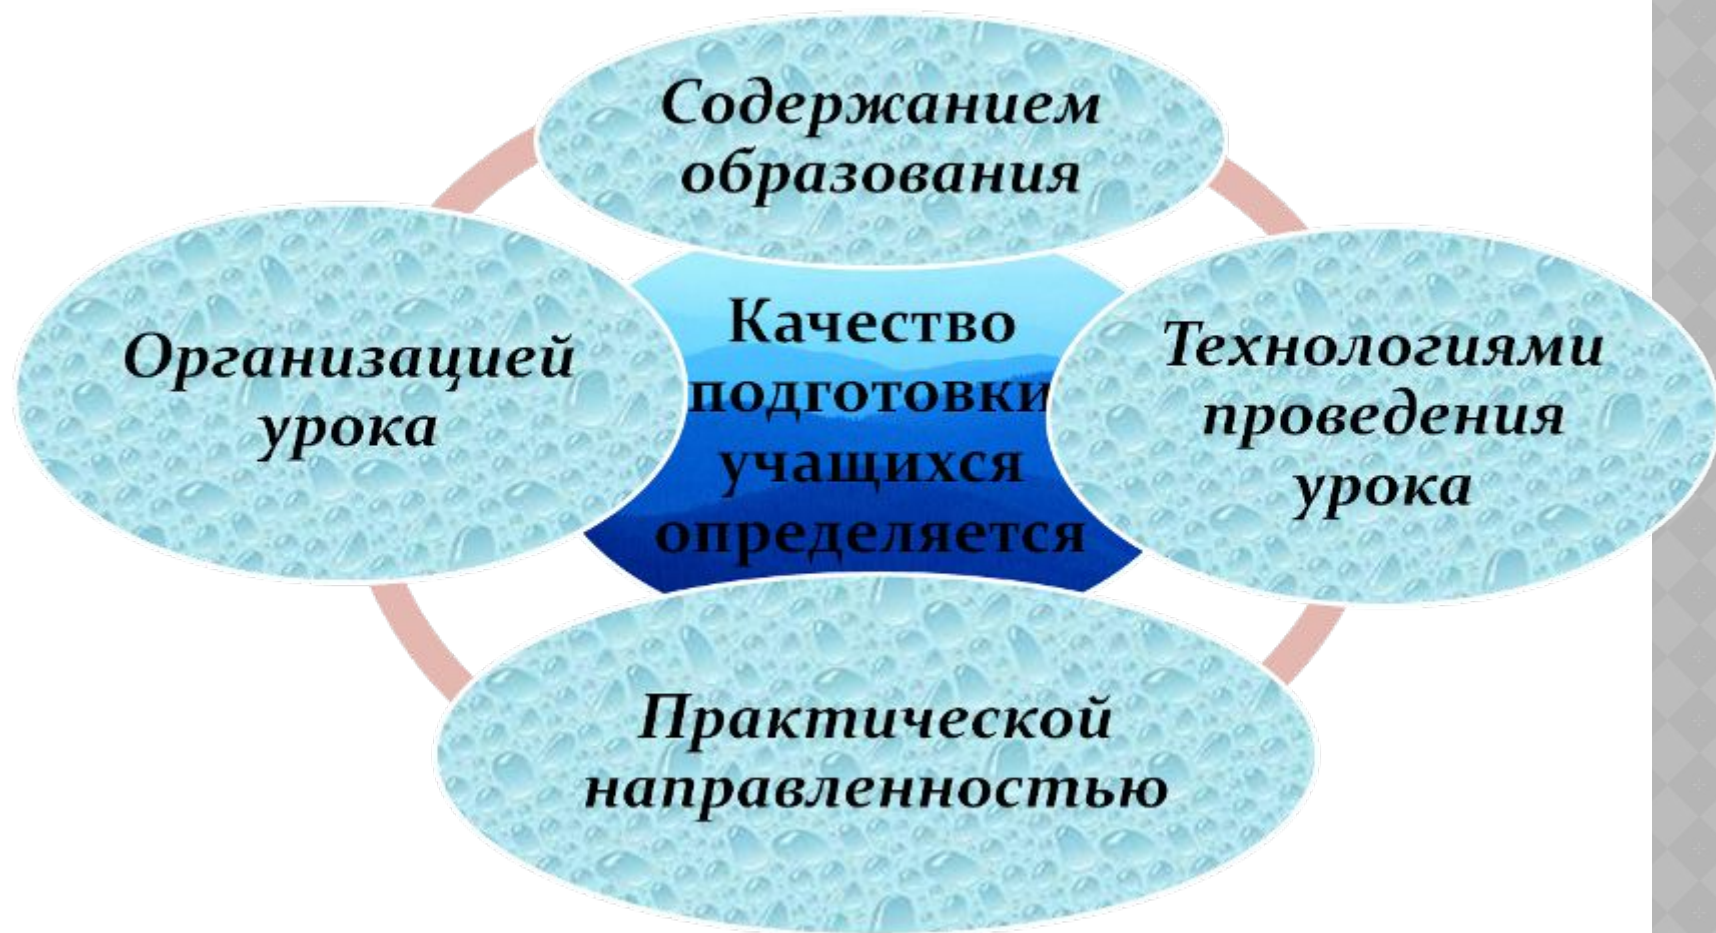 Содержанием
образования
Качество
подготовки
учащихся
определяется
Организацией
урока
Технологиями
проведения
урока
Практической
направленностью